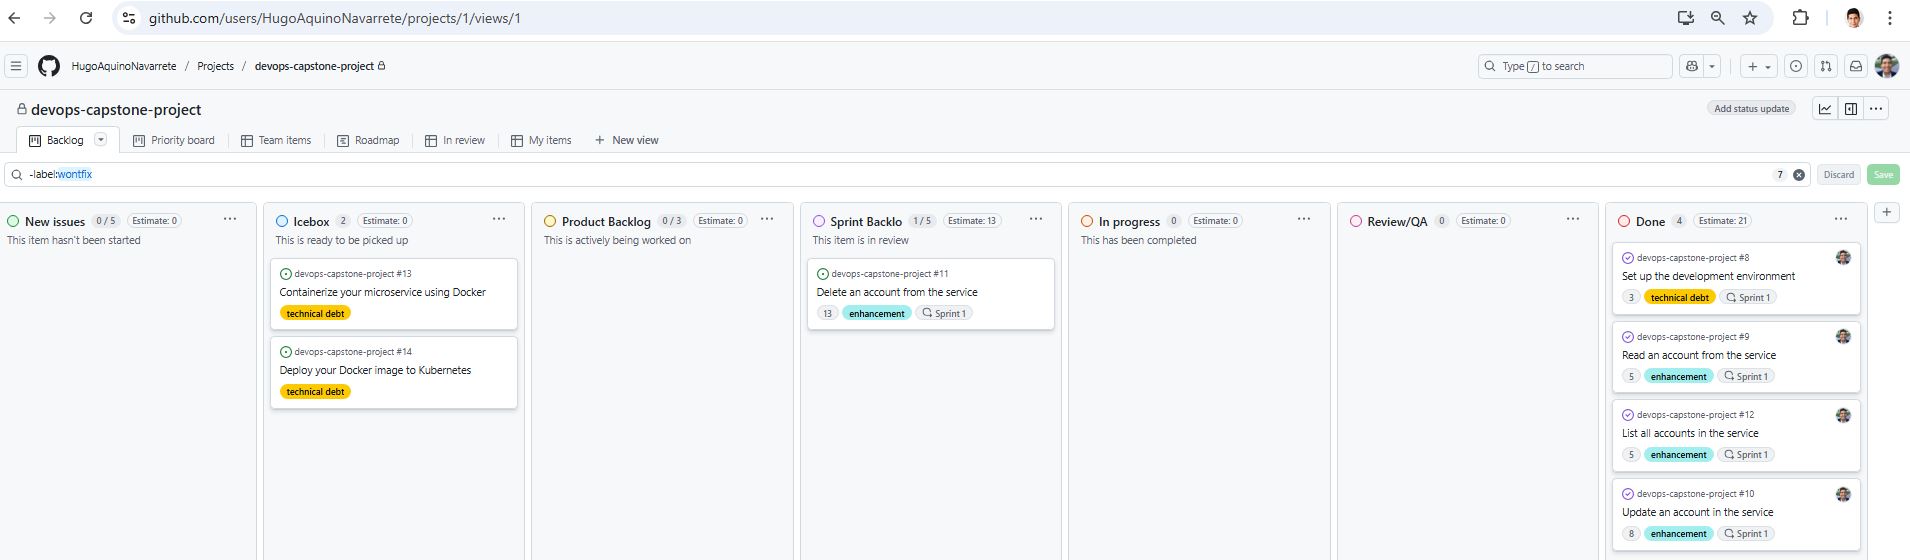 github.com/users/HugoAquinoNavarrete/projects/1/views/1
HugoAquinoNavarrete / Projects / devops-capstone-project
Type / to search
devops-capstone-project
Add status update
Backlog
Priority board
Team items
Roadmap
In review
My items
+ New view
-label:wontfix
7
Discard
Save
New issues 0 / 5 Estimate: 0
This item hasn't been started
Icebox 2 Estimate: 0
This is ready to be picked up
devops-capstone-project #13
Containerize your microservice using Docker
technical debt
devops-capstone-project #14
Deploy your Docker image to Kubernetes
technical debt
Product Backlog 0 / 3 Estimate: 0
This is actively being worked on
Sprint Backlo 1 / 5 Estimate: 13
This item is in review
devops-capstone-project #11
Delete an account from the service
13 enhancement Sprint 1
In progress 0 Estimate: 0
This has been completed
Review/QA 0 Estimate: 0
Done 4 Estimate: 21
devops-capstone-project #8
Set up the development environment
3 technical debt Sprint 1
devops-capstone-project #9
Read an account from the service
5 enhancement Sprint 1
devops-capstone-project #12
List all accounts in the service
5 enhancement Sprint 1
devops-capstone-project #10
Update an account in the service
8 enhancement Sprint 1